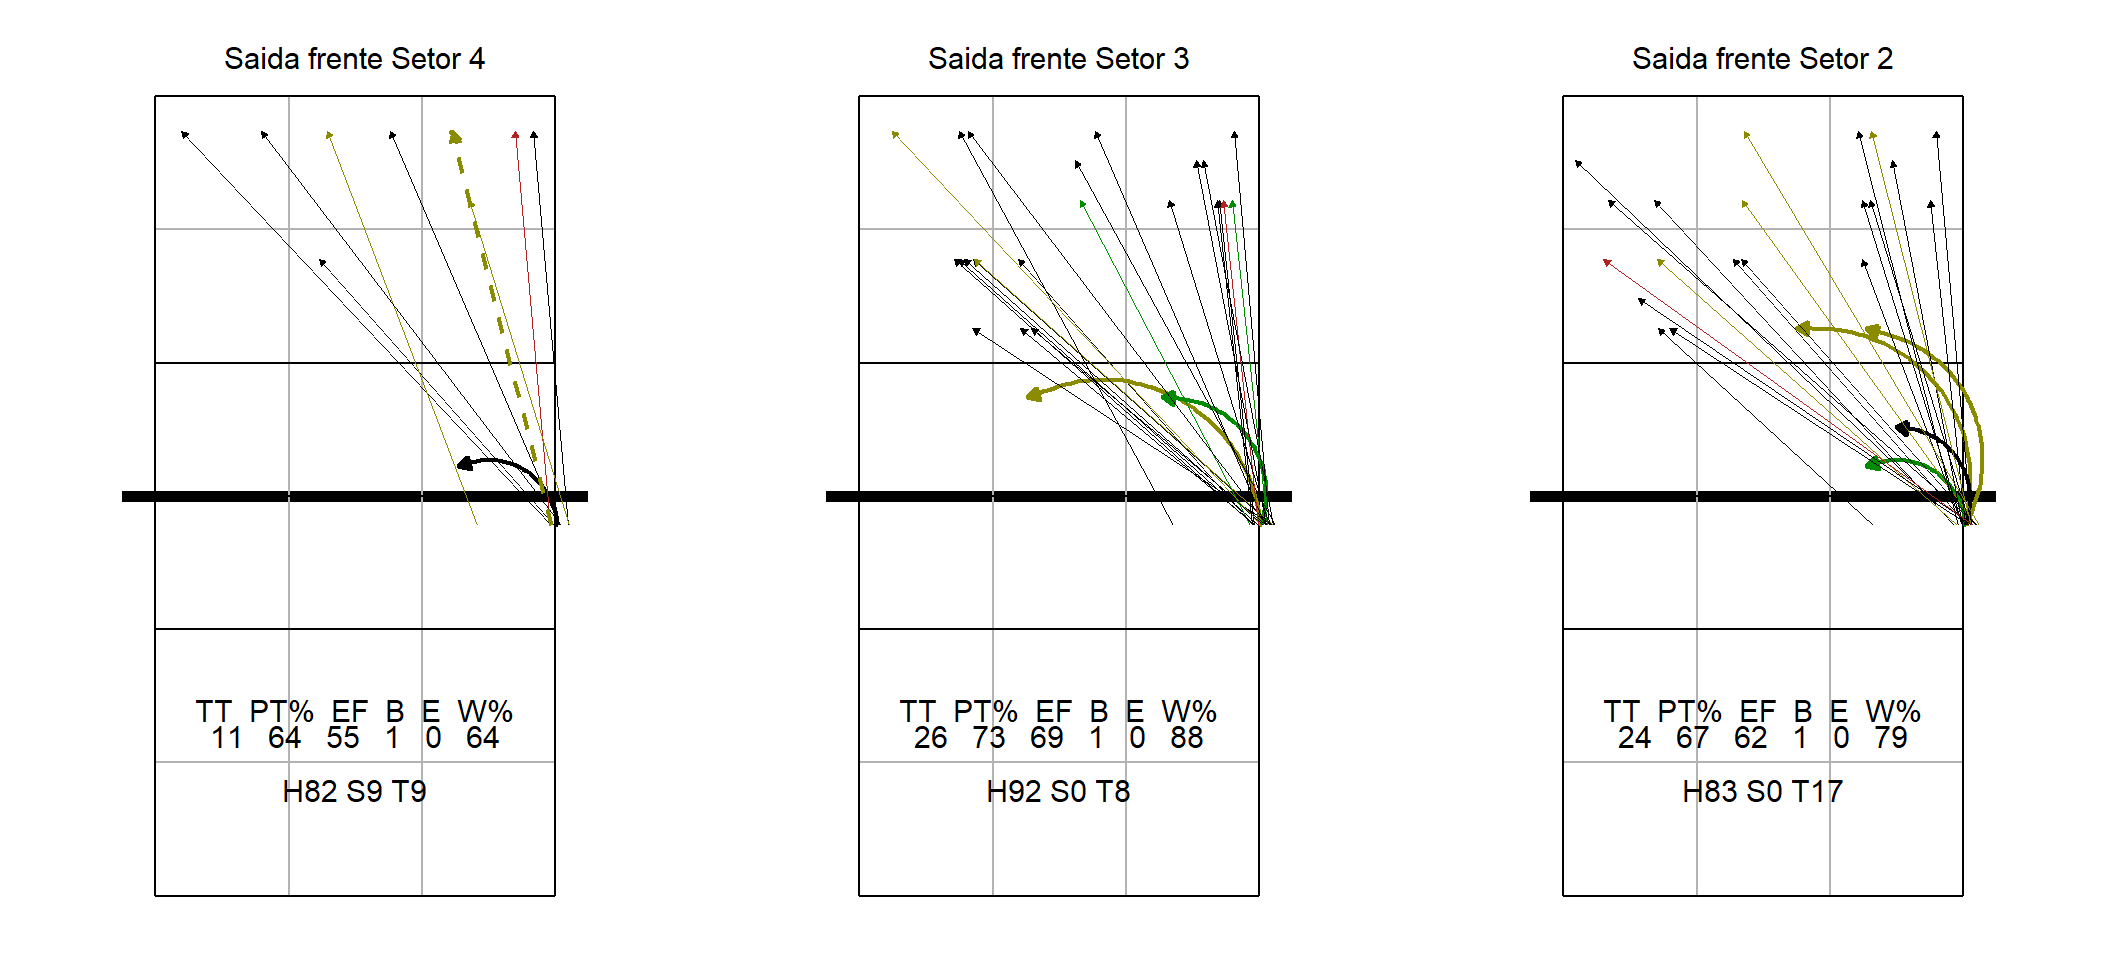 Saida frente Setor 4
TT PT% EF B E W%
11 64 55 1 0 64
H82 S9 T9
Saida frente Setor 3
TT PT% EF B E W%
26 73 69 1 0 88
H92 S0 T8
Saida frente Setor 2
TT PT% EF B E W%
24 67 62 1 0 79
H83 S0 T17